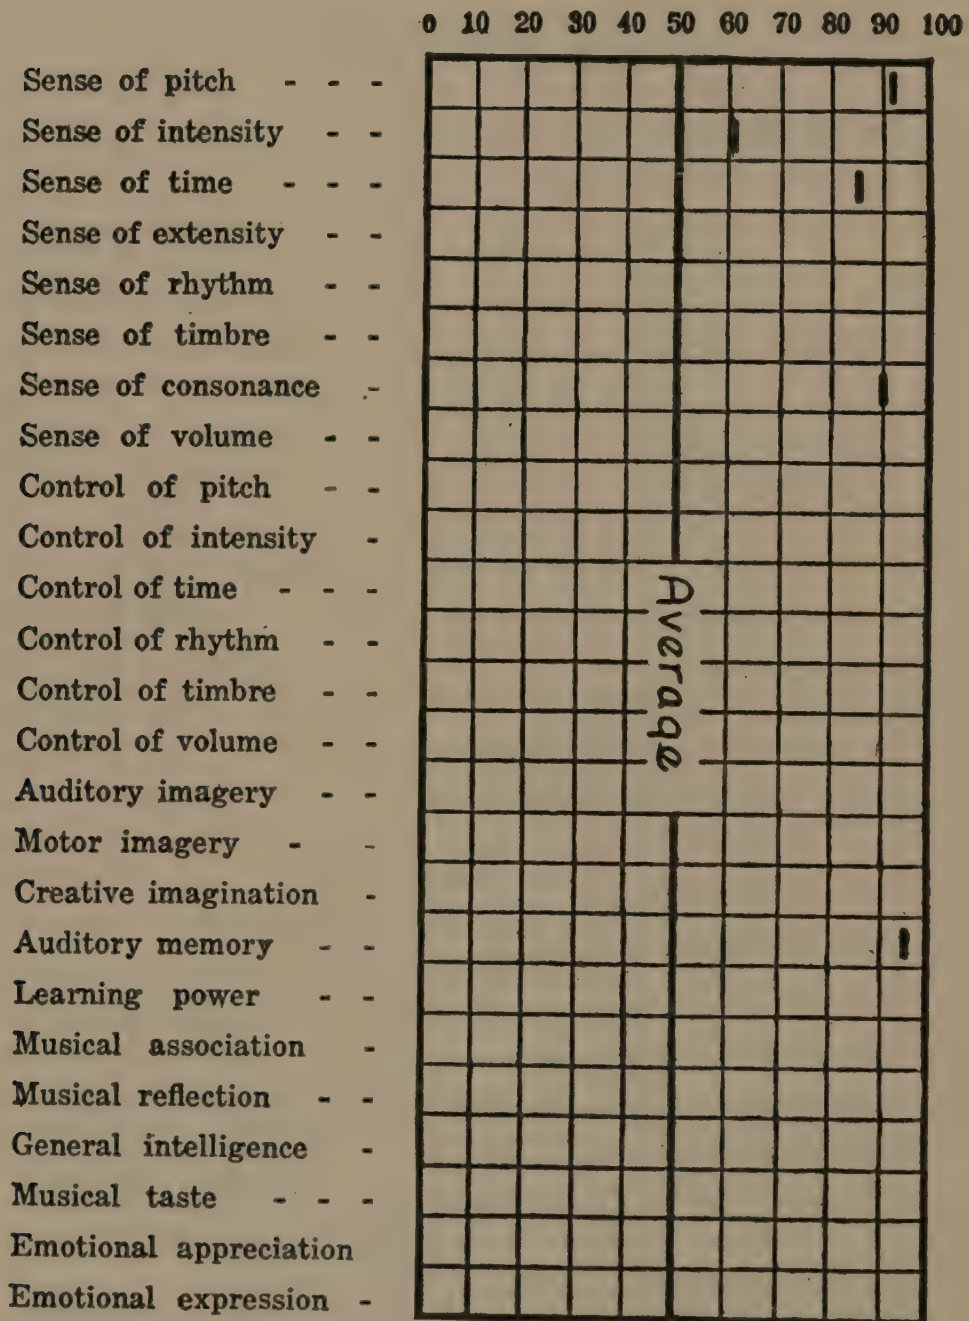 0 10 20 30 40 50 60 70 80 90 100
Sense of pitch - - -
Sense of intensity - -
Sense of time - - -
Sense of extensity - -
Sense of rhythm - -
Sense of timbre - -
Sense of consonance -
Sense of volume - -
Control of pitch - -
Control of intensity -
Control of time - - -
Control of rhythm - -
Control of timbre - -
Control of volume - -
Auditory imagery - -
Motor imagery - -
Creative imagination -
Auditory memory - -
Learning power - -
Musical association -
Musical reflection - -
General intelligence -
Musical taste - - -
Emotional appreciation
Emotional expression -
Average